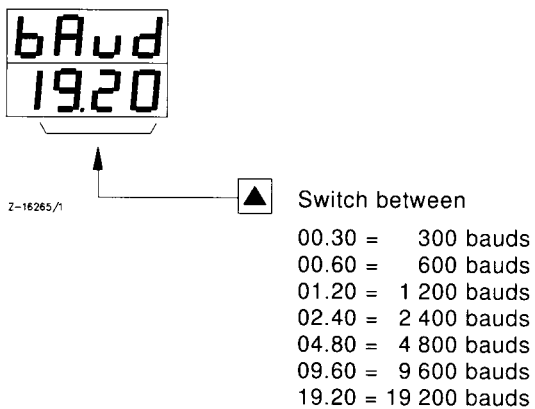 bAud
19.20
Z-16265/1
▲ Switch between
00.30 = 300 bauds
00.60 = 600 bauds
01.20 = 1 200 bauds
02.40 = 2 400 bauds
04.80 = 4 800 bauds
09.60 = 9 600 bauds
19.20 = 19 200 bauds